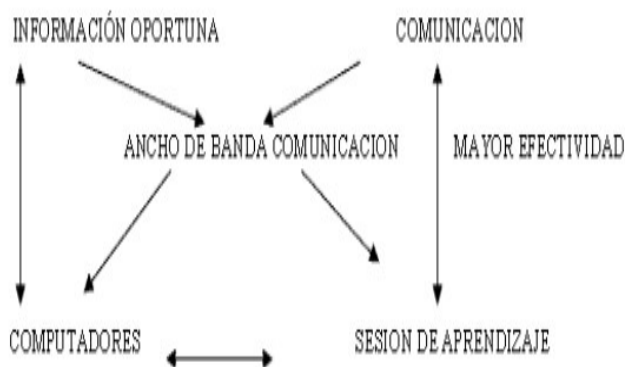 INFORMACIÓN OPORTUNA
COMUNICACION
ANCHO DE BANDA COMUNICACION
MAYOR EFECTIVIDAD
COMPUTADORES
SESION DE APRENDIZAJE